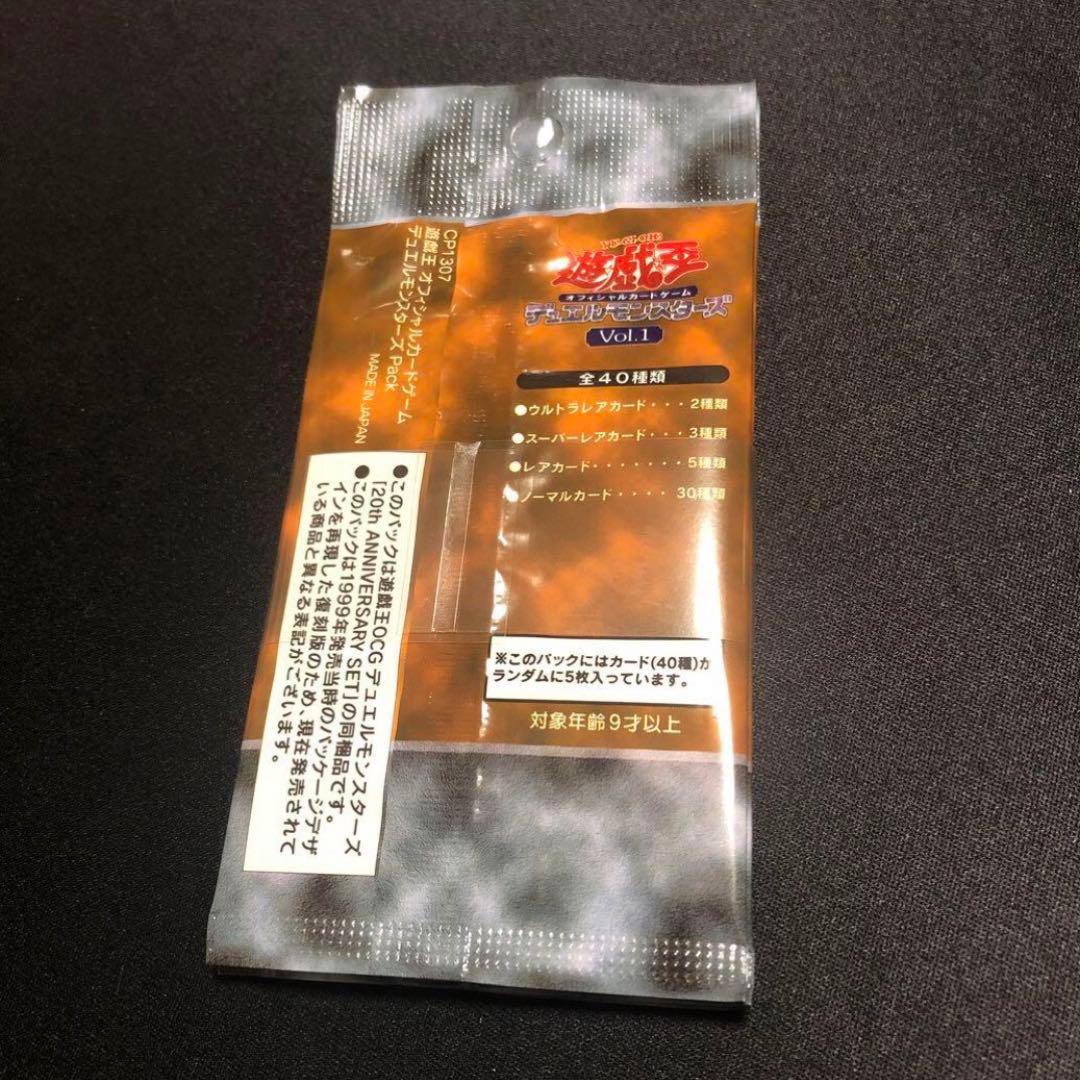 YU-GI-OH!
遊戯王
オフィシャルカードゲーム
デュエルモンスターズ
Vol.1
全40種類
●ウルトラレアカード・・・2種類
●スーパーレアカード・・・3種類
●レアカード・・・・・・・5種類
●ノーマルカード・・・・30種類
※このパックにはカード(40種)か
ランダムに5枚入っています。
対象年齢9才以上
CP1307
遊戯王 オフィシャルカードゲーム
デュエルモンスターズ Pack
MADE IN JAPAN
●このパックは遊戯王OCG デュエルモンスターズ
「20th ANNIVERSARY SET」の同梱品です。
●このパックは1999年発売当時のパッケージデザ
インを再現した復刻版のため、現在発売されて
いる商品と異なる表記がございます。